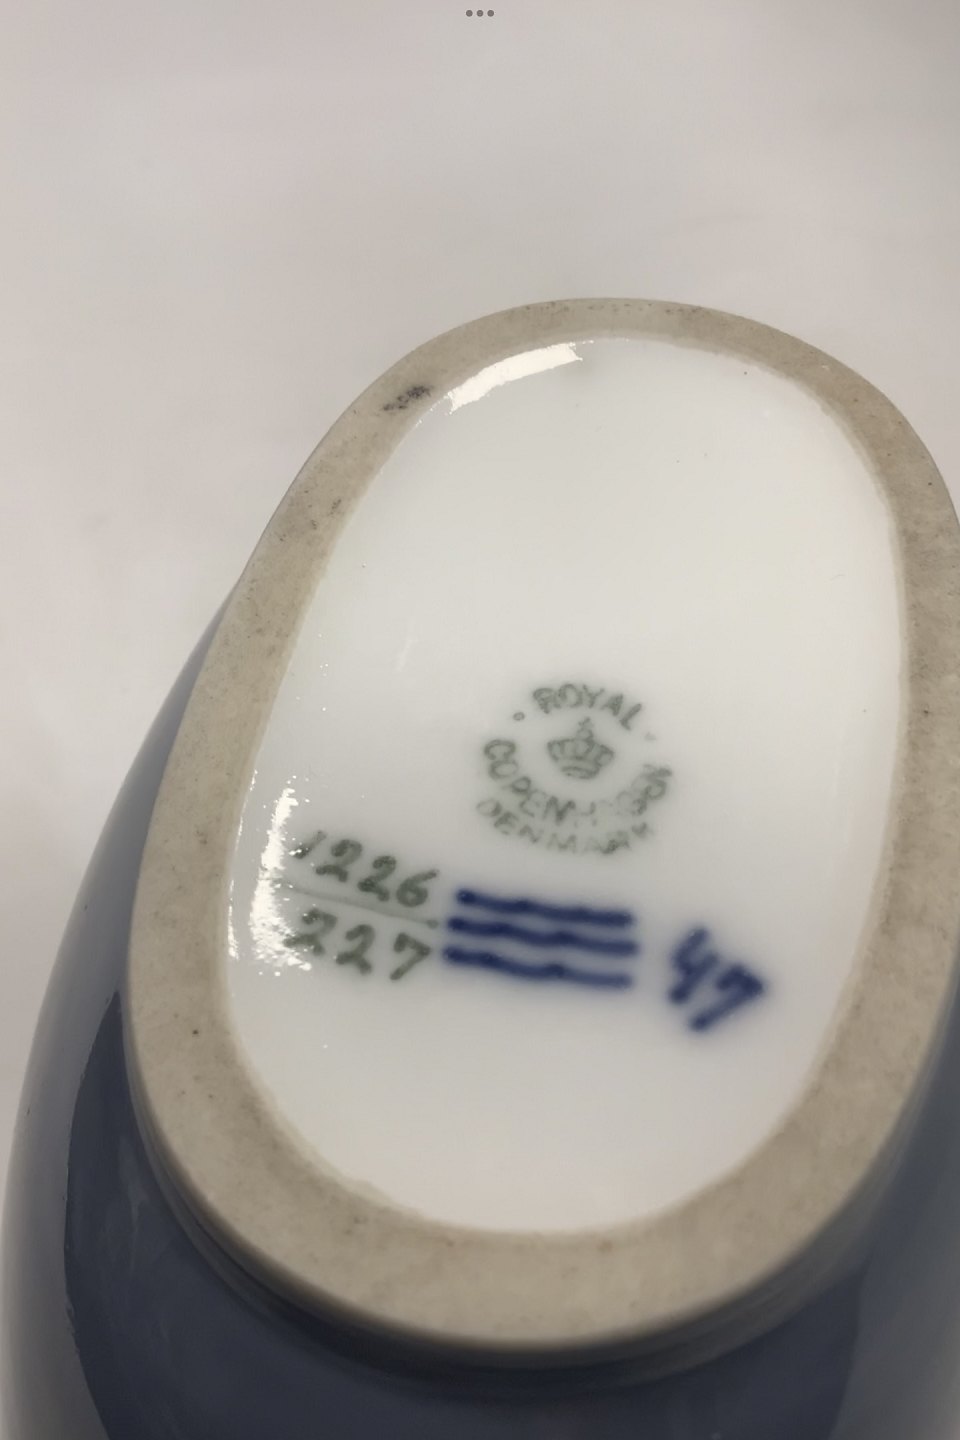 ROYAL
COPENHAGEN
DENMARK
1226
227
47